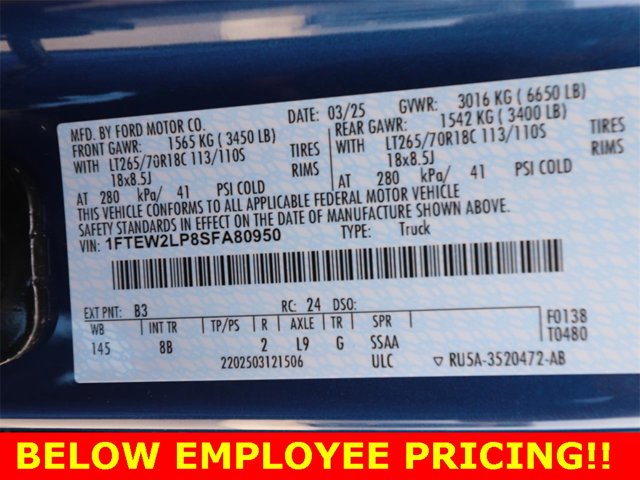 MFD. BY FORD MOTOR CO.
DATE: 03/25 GVWR: 3016 KG ( 6650 LB)
FRONT GAWR: 1565 KG ( 3450 LB) REAR GAWR: 1542 KG ( 3400 LB)
WITH LT265/70R18C 113/110S TIRES WITH LT265/70R18C 113/110S TIRES
18x8.5J RIMS 18x8.5J RIMS
AT 280 kPa/ 41 PSI COLD AT 280 kPa/ 41 PSI COLD
THIS VEHICLE CONFORMS TO ALL APPLICABLE FEDERAL MOTOR VEHICLE
SAFETY STANDARDS IN EFFECT ON THE DATE OF MANUFACTURE SHOWN ABOVE.
VIN: 1FTEW2LP8SFA80950 TYPE: Truck
EXT PNT: B3 RC: 24 DSO:
WB INT TR TP/PS R AXLE TR SPR
145 8B 2 L9 G SSAA
2202503121506 ULC
F0138
T0480
▽ RU5A-3520472-AB
BELOW EMPLOYEE PRICING!!